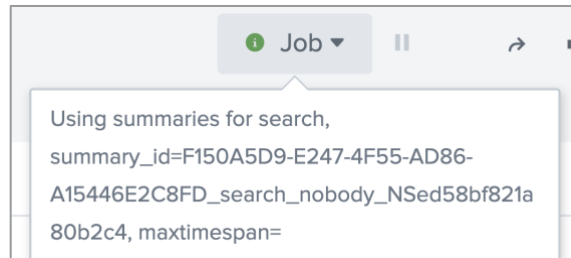 Job
Using summaries for search,
summary_id=F150A5D9-E247-4F55-AD86-
A15446E2C8FD_search_nobody_NSed58bf821a
80b2c4, maxtimespan=